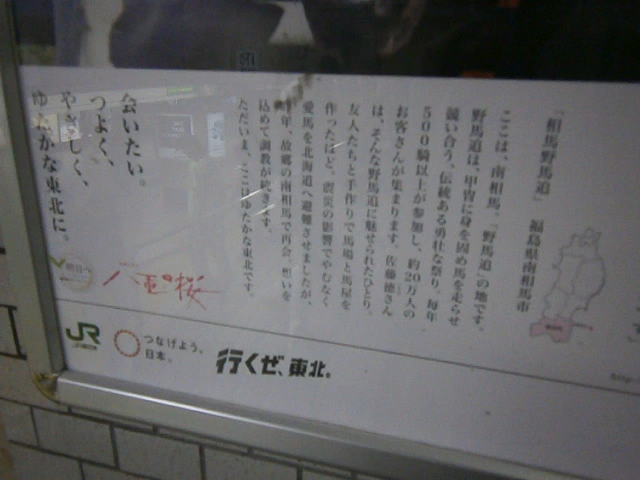 「相馬野馬追」 福島県南相馬市
ここは、南相馬。「野馬追」の地です。
野馬追は、甲冑に身を固め馬を走らせ
競い合う、伝統ある勇壮な祭り。毎年
500騎以上が参加し、約20万人の
お客さんが集まります。佐藤徳さん
は、そんな野馬追に魅せられたひとり。
友人たちと手作りで馬場と馬屋を
作ったほど。震災の影響でやむなく
愛馬を北海道へ避難させましたが、
昨年、故郷の南相馬で再会。想いを
込めて調教が続きます。
ただいま、ここはゆたかな東北です。
会いたい。
つよく、
やさしく、
ゆたかな東北に。
八重の桜
JR
つなげよう、
日本。
行くぜ、東北。